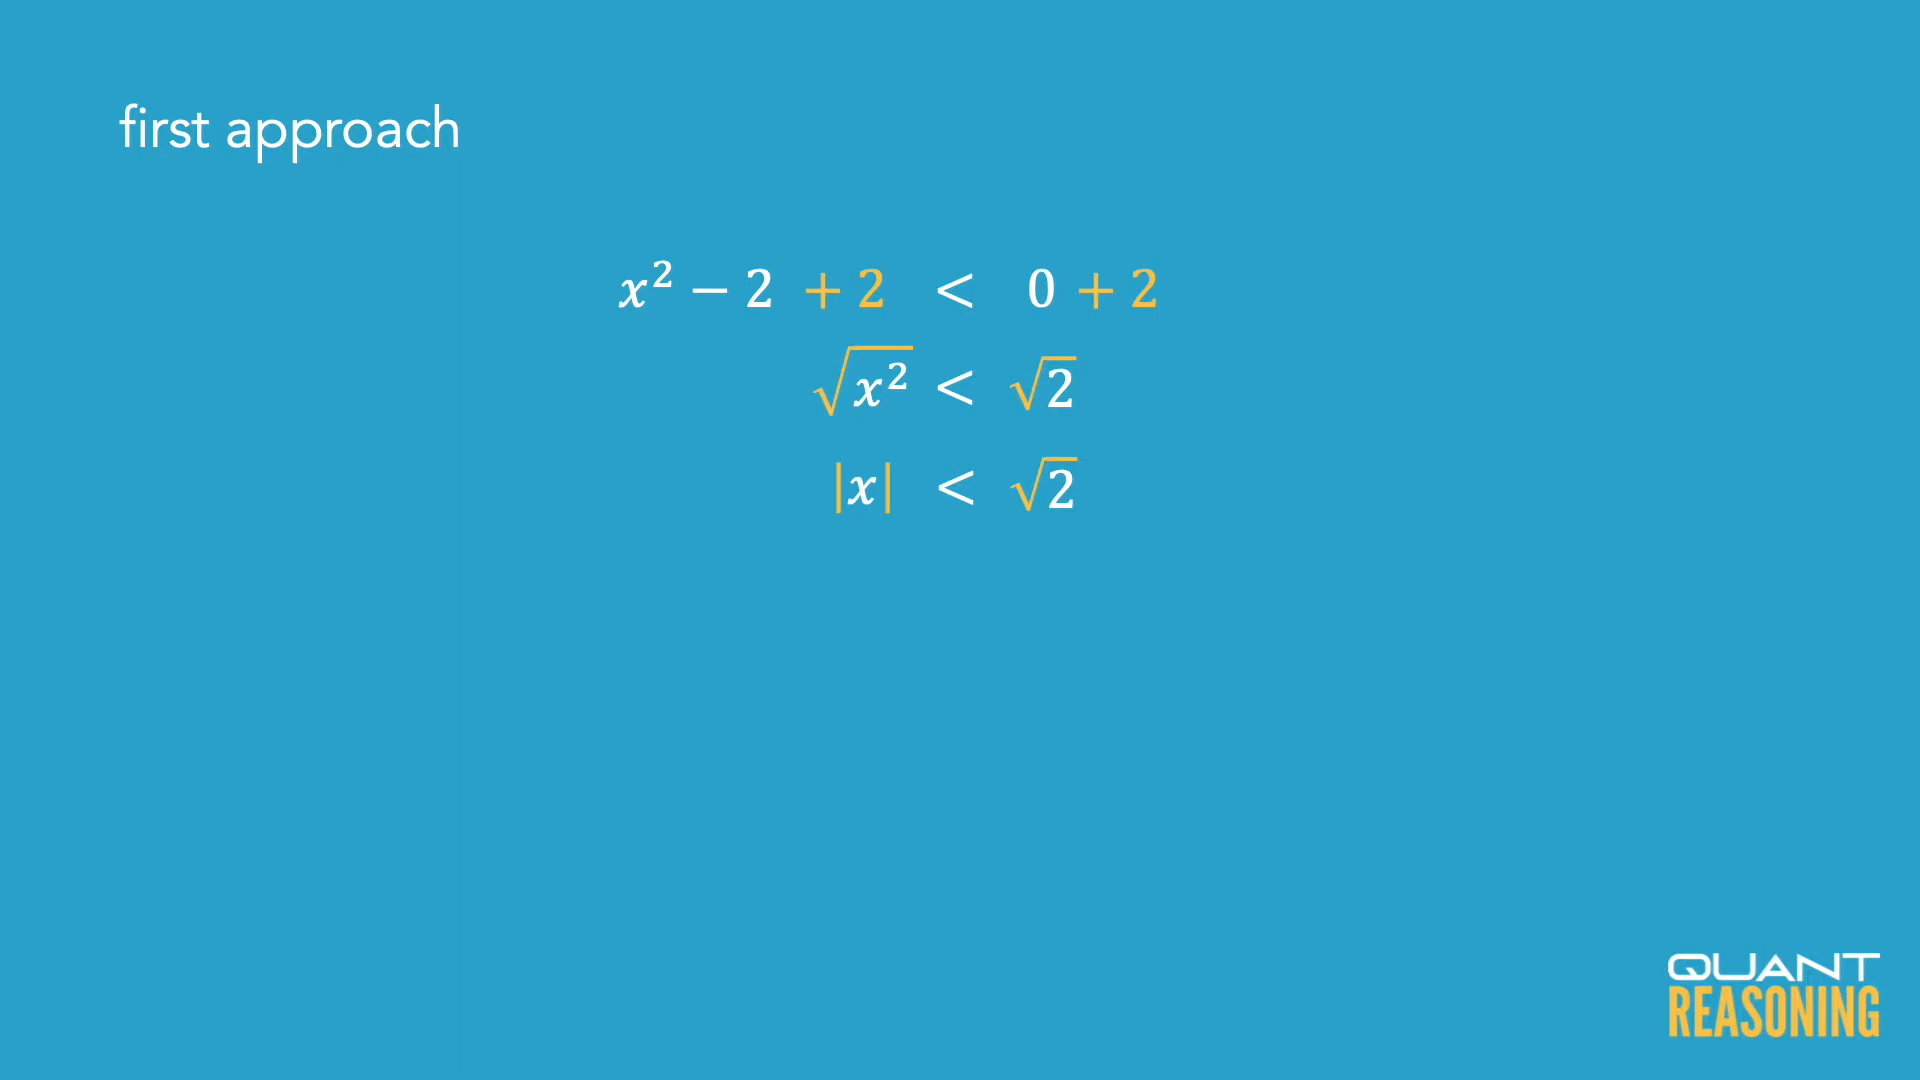 first approach
x² − 2 + 2 < 0 + 2
√x² < √2
|x| < √2
QUANT
REASONING